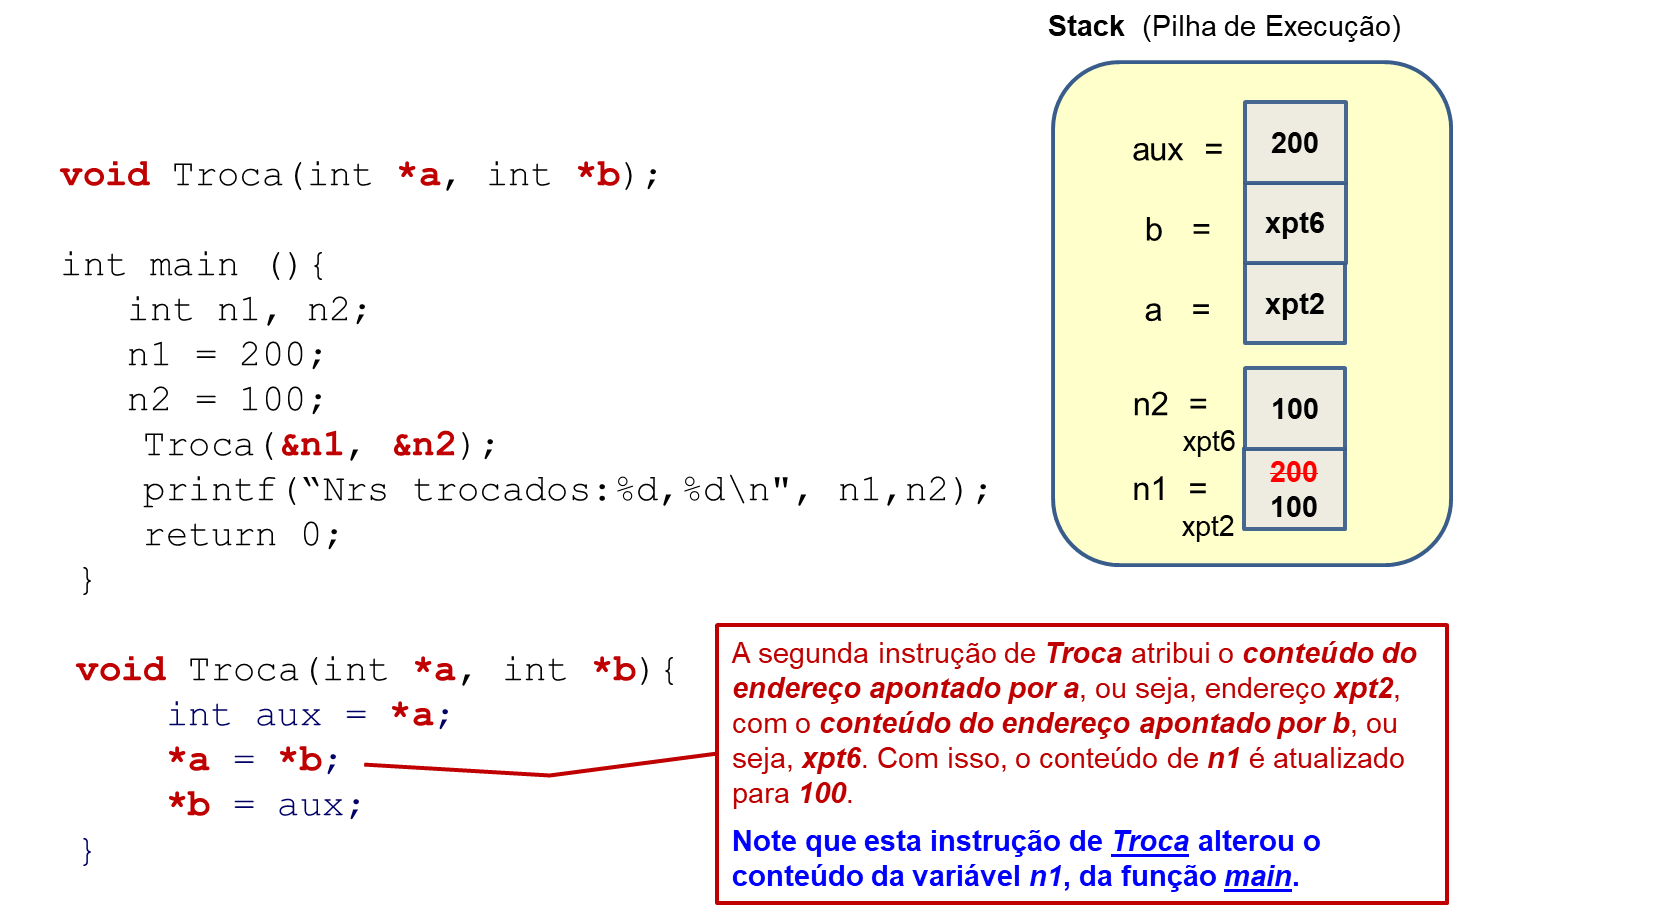 Stack (Pilha de Execução)
void Troca(int *a, int *b);
int main (){
int n1, n2;
n1 = 200;
n2 = 100;
Troca(&n1, &n2);
printf(“Nrs trocados:%d,%d\n", n1,n2);
return 0;
}
void Troca(int *a, int *b){
int aux = *a;
*a = *b;
*b = aux;
}
aux = 200
b = xpt6
a = xpt2
n2 = 100
xpt6
200
n1 = 100
xpt2
A segunda instrução de Troca atribui o conteúdo do
endereço apontado por a, ou seja, endereço xpt2,
com o conteúdo do endereço apontado por b, ou
seja, xpt6. Com isso, o conteúdo de n1 é atualizado
para 100.
Note que esta instrução de Troca alterou o
conteúdo da variável n1, da função main.